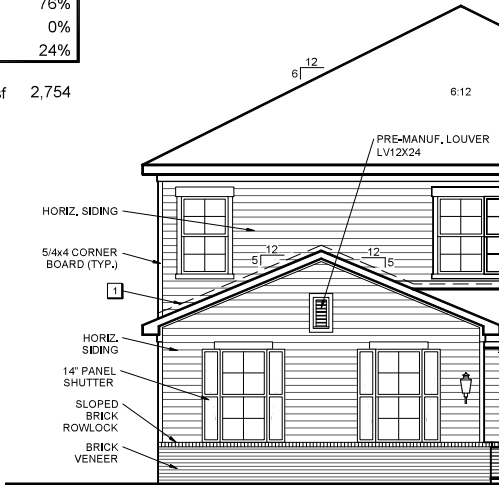 76%
0%
24%
sf 2,754
12
6
6:12
PRE-MANUF. LOUVER
LV12X24
HORIZ. SIDING
5/4x4 CORNER
BOARD (TYP.)
12
5
12
5
1
HORIZ.
SIDING
14" PANEL
SHUTTER
SLOPED
BRICK
ROWLOCK
BRICK
VENEER